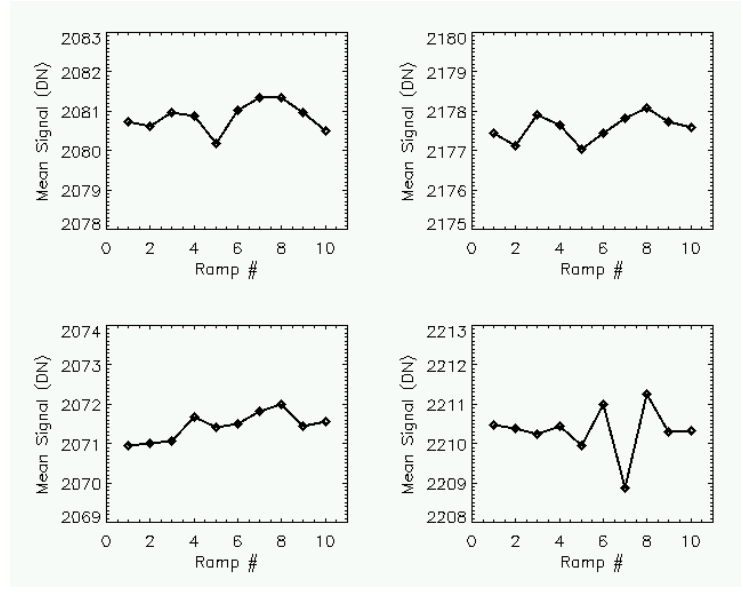 2083
2082
2081
2080
2079
2078
Mean Signal (DN)
0 2 4 6 8 10
Ramp #
2180
2179
2178
2177
2176
2175
Mean Signal (DN)
0 2 4 6 8 10
Ramp #
2074
2073
2072
2071
2070
2069
Mean Signal (DN)
0 2 4 6 8 10
Ramp #
2213
2212
2211
2210
2209
2208
Mean Signal (DN)
0 2 4 6 8 10
Ramp #